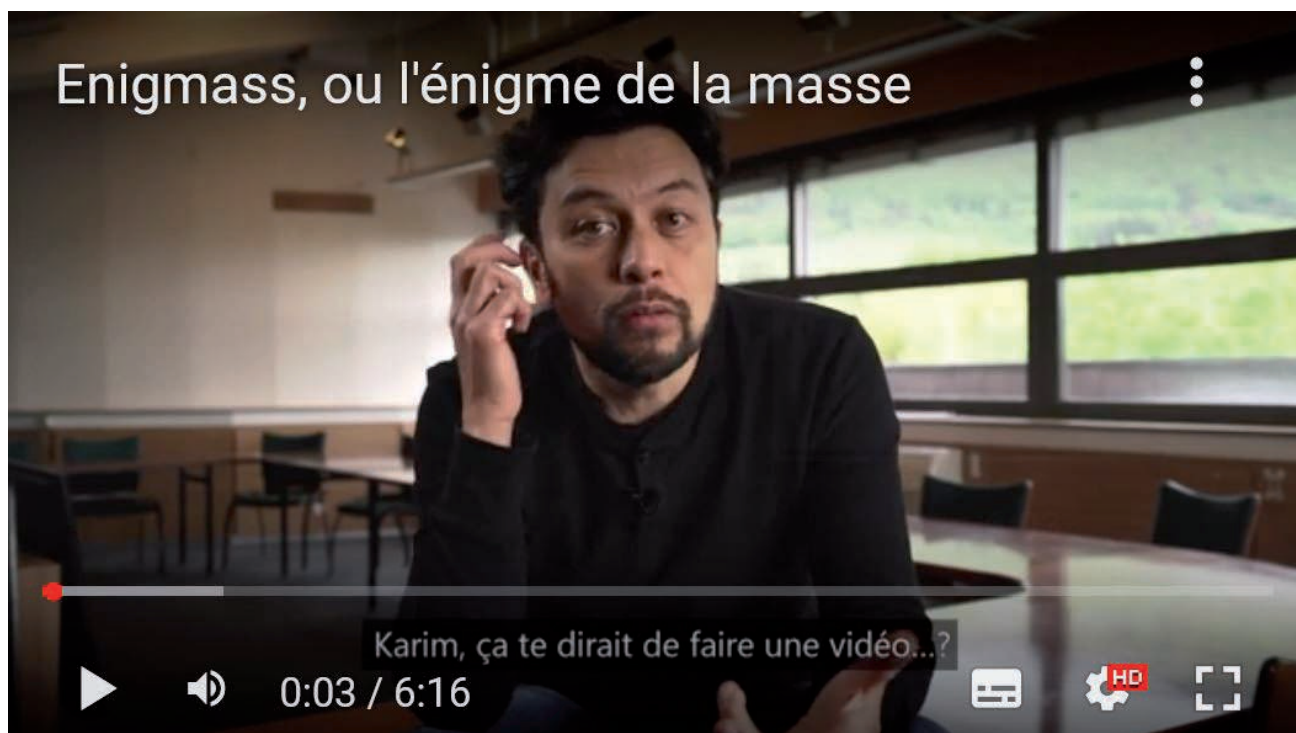 Enigmass, ou l'énigme de la masse
Karim, ça te dirait de faire une vidéo...?
0:03 / 6:16
HD